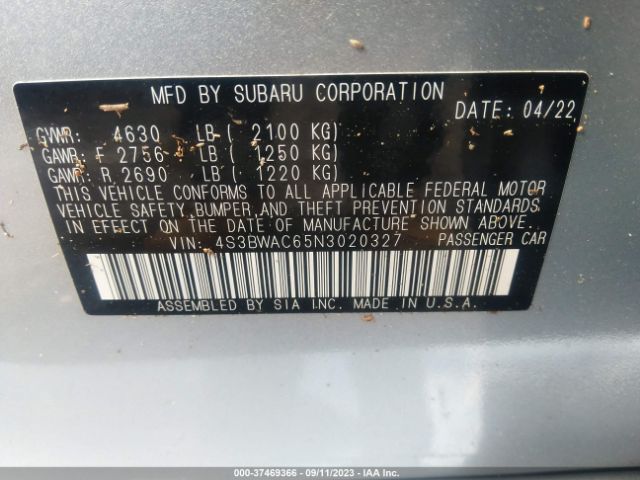 MFD BY SUBARU CORPORATION
DATE: 04/22
GVWR: 4630 LB ( 2100 KG)
GAWR: F 2756 LB ( 1250 KG)
GAWR: R 2690 LB ( 1220 KG)
THIS VEHICLE CONFORMS TO ALL APPLICABLE FEDERAL MOTOR
VEHICLE SAFETY, BUMPER, AND THEFT PREVENTION STANDARDS
IN EFFECT ON THE DATE OF MANUFACTURE SHOWN ABOVE.
VIN: 4S3BWAC65N3020327 PASSENGER CAR
ASSEMBLED BY SIA INC. MADE IN U.S.A.
000-37469366 - 09/11/2023 - IAA Inc.